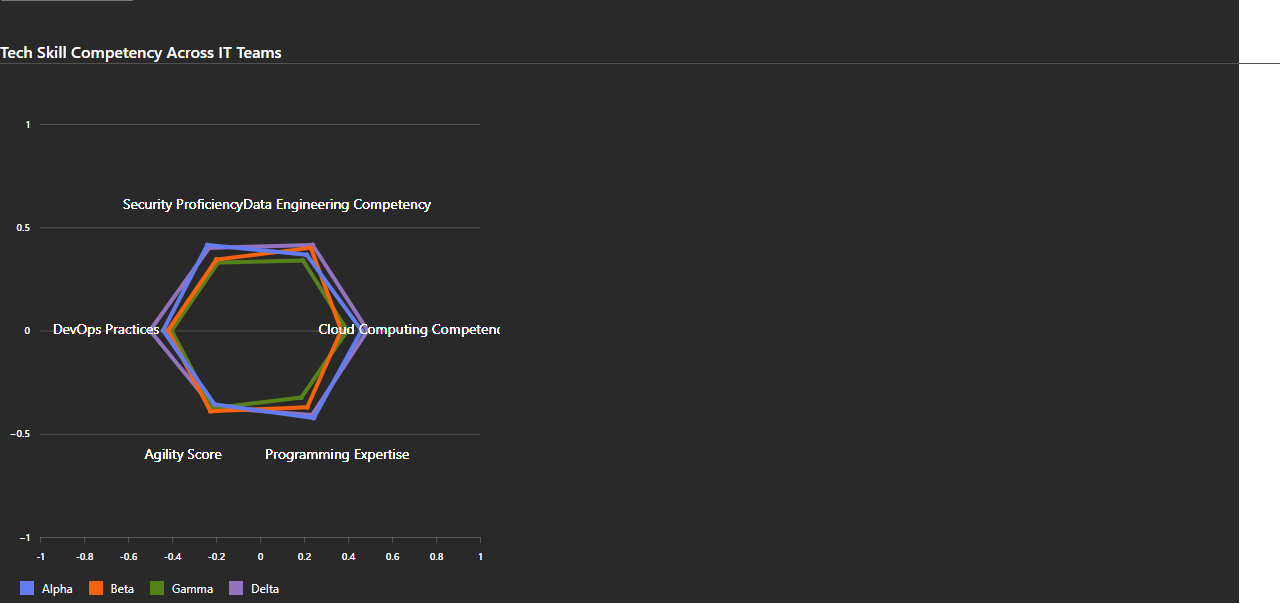 Tech Skill Competency Across IT Teams
1
Security Proficiency Data Engineering Competency
0.5
DevOps Practices
0
Cloud Computing Competenc
−0.5
Agility Score
Programming Expertise
−1
-1 -0.8 -0.6 -0.4 -0.2 0 0.2 0.4 0.6 0.8 1
Alpha Beta Gamma Delta